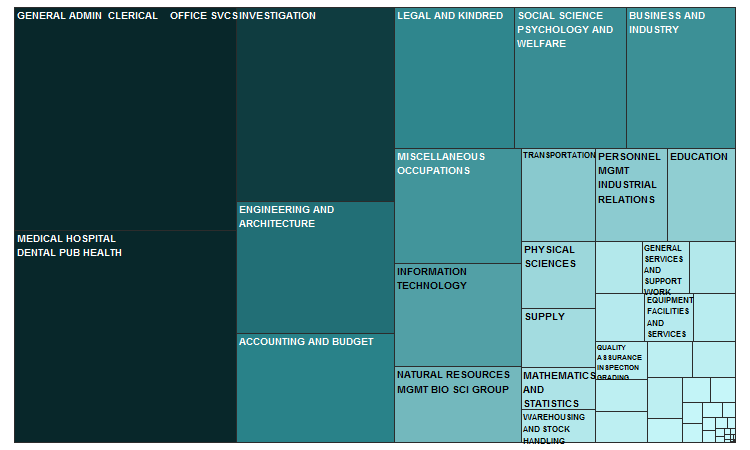 GENERAL ADMIN CLERICAL OFFICE SVCS
INVESTIGATION
LEGAL AND KINDRED
SOCIAL SCIENCE
PSYCHOLOGY AND
WELFARE
BUSINESS AND
INDUSTRY
MISCELLANEOUS
OCCUPATIONS
TRANSPORTATION
PERSONNEL
MGMT
INDUSTRIAL
RELATIONS
EDUCATION
MEDICAL HOSPITAL
DENTAL PUB HEALTH
ENGINEERING AND
ARCHITECTURE
PHYSICAL
SCIENCES
GENERAL
SERVICES
AND
SUPPORT
WORK
INFORMATION
TECHNOLOGY
EQUIPMENT
FACILITIES
AND
SERVICES
SUPPLY
ACCOUNTING AND BUDGET
QUALITY
ASSURANCE
INSPECTION
GRADING
NATURAL RESOURCES
MGMT BIO SCI GROUP
MATHEMATICS
AND
STATISTICS
WAREHOUSING
AND STOCK
HANDLING